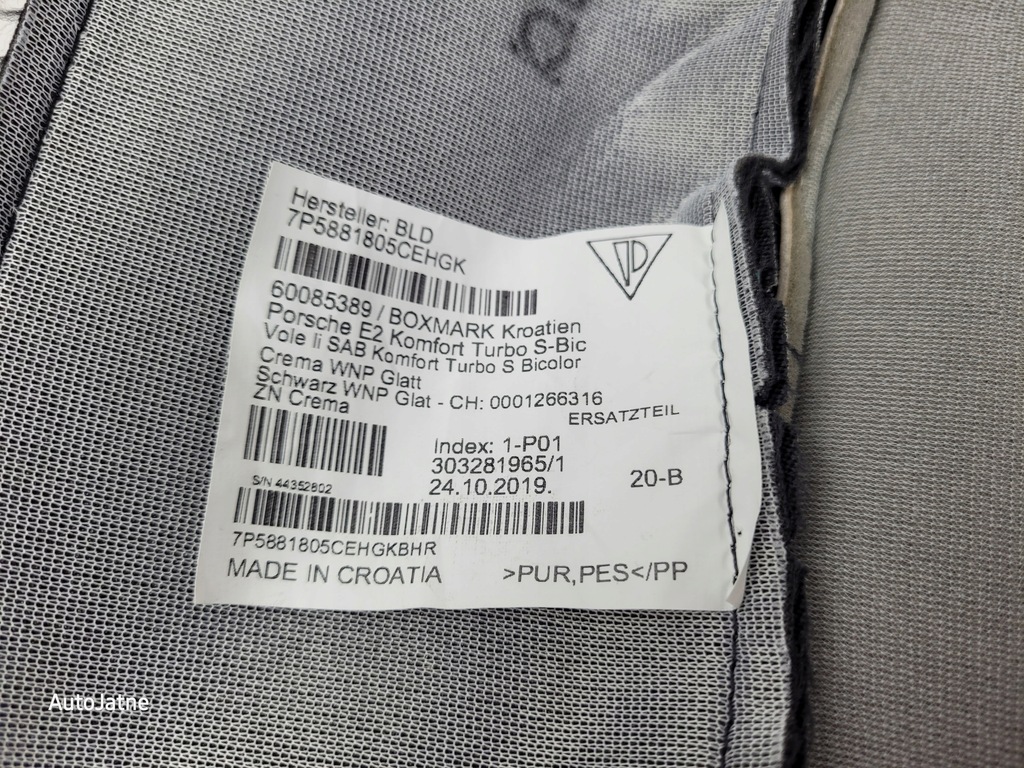 Hersteller: BLD
7P5881805CEHGK
60085389 / BOXMARK Kroatien
Porsche E2 Komfort Turbo S-Bic
Vole li SAB Komfort Turbo S Bicolor
Crema WNP Glatt
Schwarz WNP Glat - CH: 0001266316
ZN Crema
ERSATZTEIL
Index: 1-P01
303281965/1
S/N 44352802
24.10.2019.
20-B
7P5881805CEHGKBHR
MADE IN CROATIA >PUR,PES</PP
AutoJatne